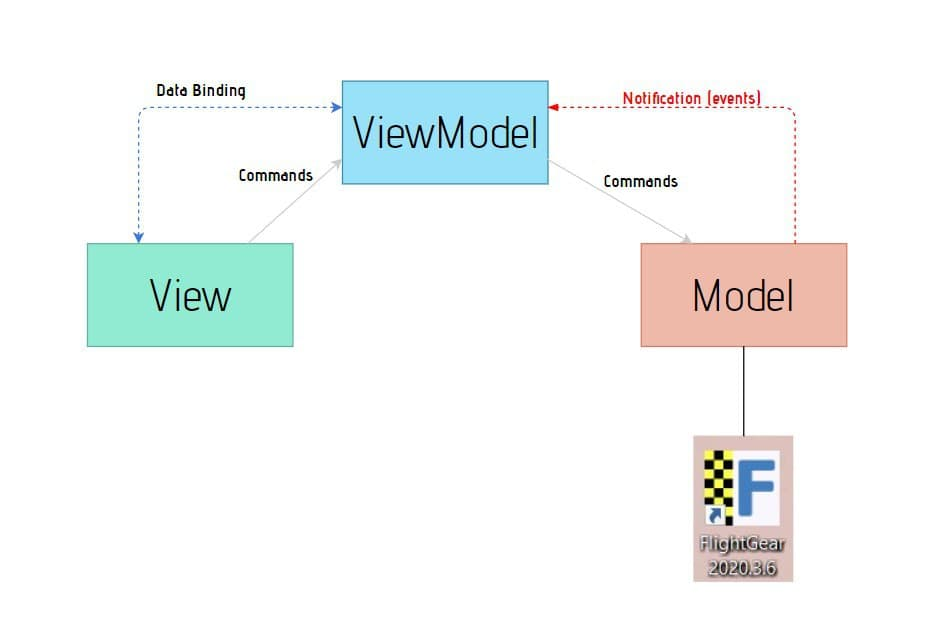 Data Binding
Notification (events)
ViewModel
Commands
Commands
View
Model
F
FlightGear
2020.3.6